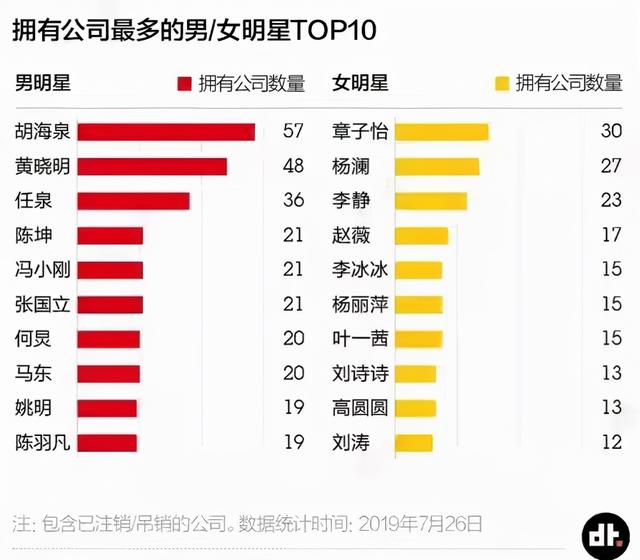 拥有公司最多的男/女明星TOP10
男明星 拥有公司数量 女明星 拥有公司数量
胡海泉 57 章子怡 30
黄晓明 48 杨澜 27
任泉 36 李静 23
陈坤 21 赵薇 17
冯小刚 21 李冰冰 15
张国立 21 杨丽萍 15
何炅 20 叶一茜 15
马东 20 刘诗诗 13
姚明 19 高圆圆 13
陈羽凡 19 刘涛 12
注: 包含已注销/吊销的公司。数据统计时间: 2019年7月26日
dt.